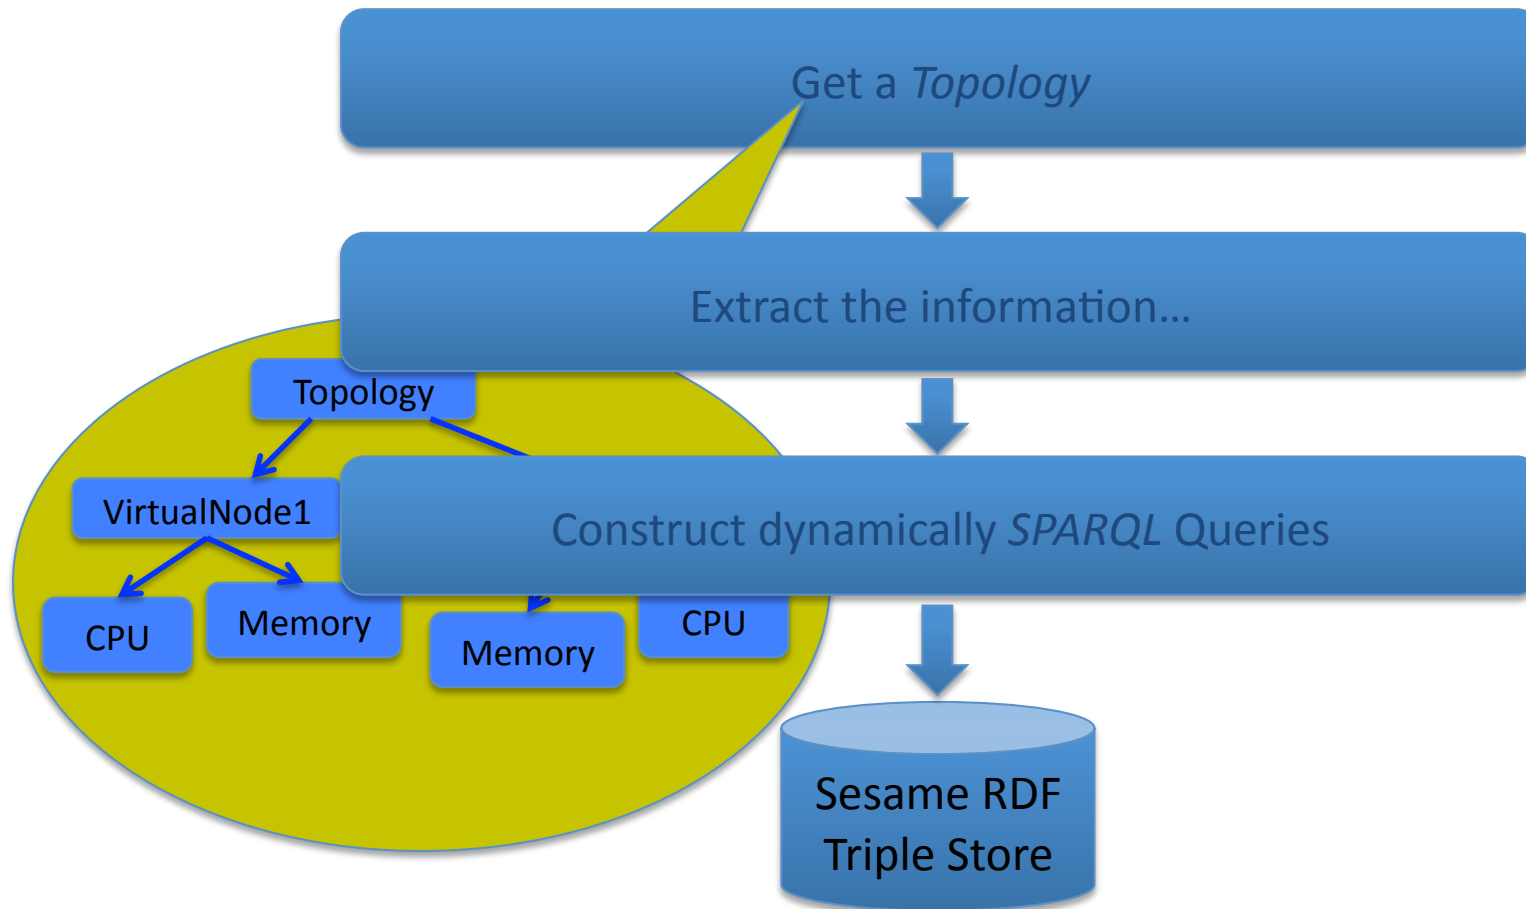 Get a Topology
Extract the information...
Topology
VirtualNode1
Construct dynamically SPARQL Queries
CPU
Memory
Memory
CPU
Sesame RDF
Triple Store